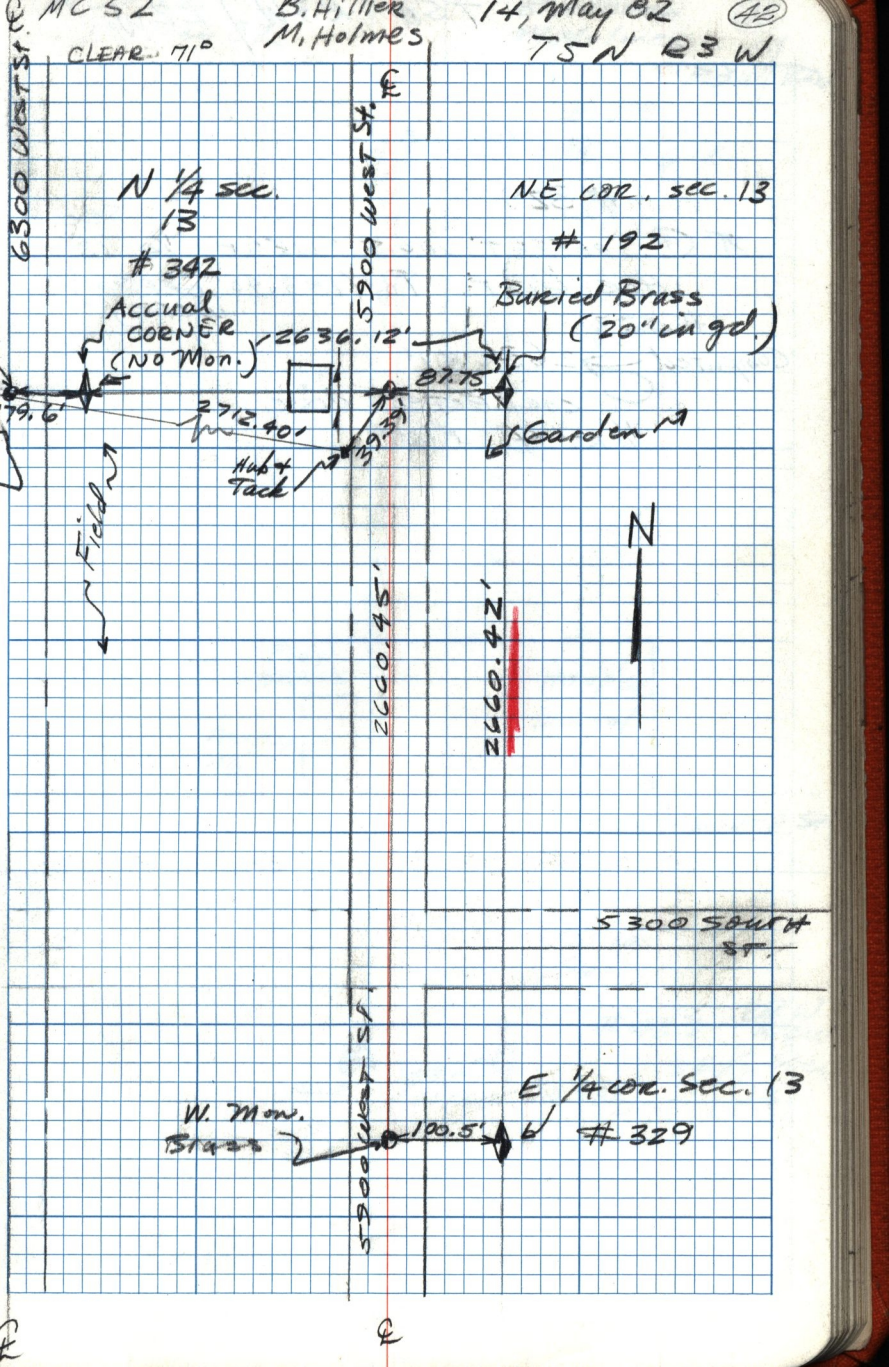 MC52 B. Hillier 14, May 82 42
CLEAR 71° M. Holmes T5N R3W
6300 West St. ℄
℄
5900 West St.
N 1/4 sec.
13
# 342
NE COR. sec. 13
# 192
Accual
CORNER
(No Mon.)
2636.12'
Buried Brass
(20" in gd.)
79.6'
2712.40'
87.75
39.39'
Hub &
Tack
Garden
Field
N
2660.45'
2660.42'
5300 South
ST.
5900 West St.
E 1/4 cor. Sec. 13
# 329
W. Mon.
Brass
100.5'
℄